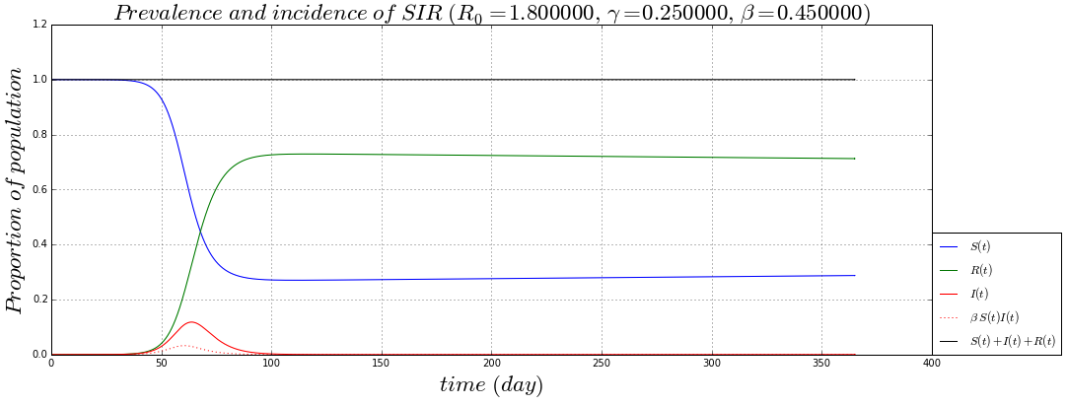 Prevalence and incidence of SIR (R₀ = 1.800000, γ = 0.250000, β = 0.450000)
1.2
1.0
0.8
0.6
0.4
0.2
0.0
Proportion of population
0 50 100 150 200 250 300 350 400
time (day)
S(t)
R(t)
I(t)
β S(t)I(t)
S(t) + I(t) + R(t)